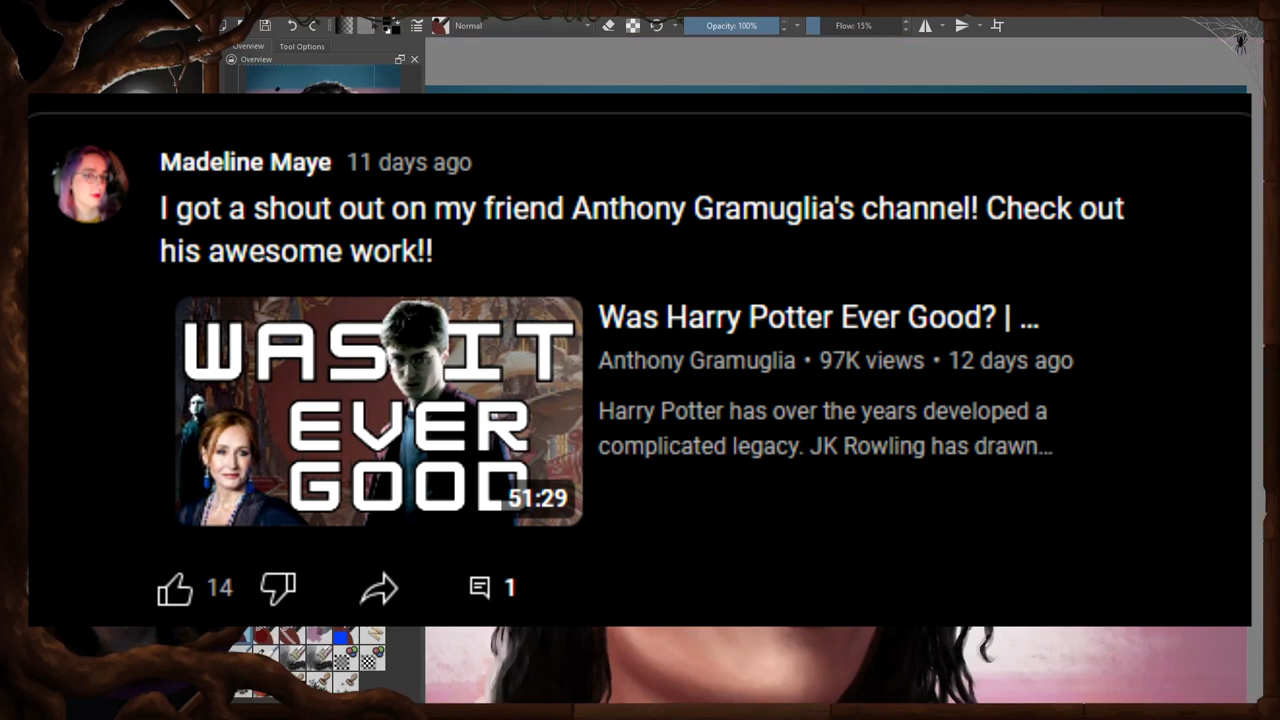 Normal
Opacity: 100%
Flow: 15%
Overview
Tool Options
Overview
Madeline Maye 11 days ago
I got a shout out on my friend Anthony Gramuglia's channel! Check out
his awesome work!!
WAS IT
EVER
GOOD
51:29
Was Harry Potter Ever Good? | ...
Anthony Gramuglia • 97K views • 12 days ago
Harry Potter has over the years developed a
complicated legacy. JK Rowling has drawn...
14
1